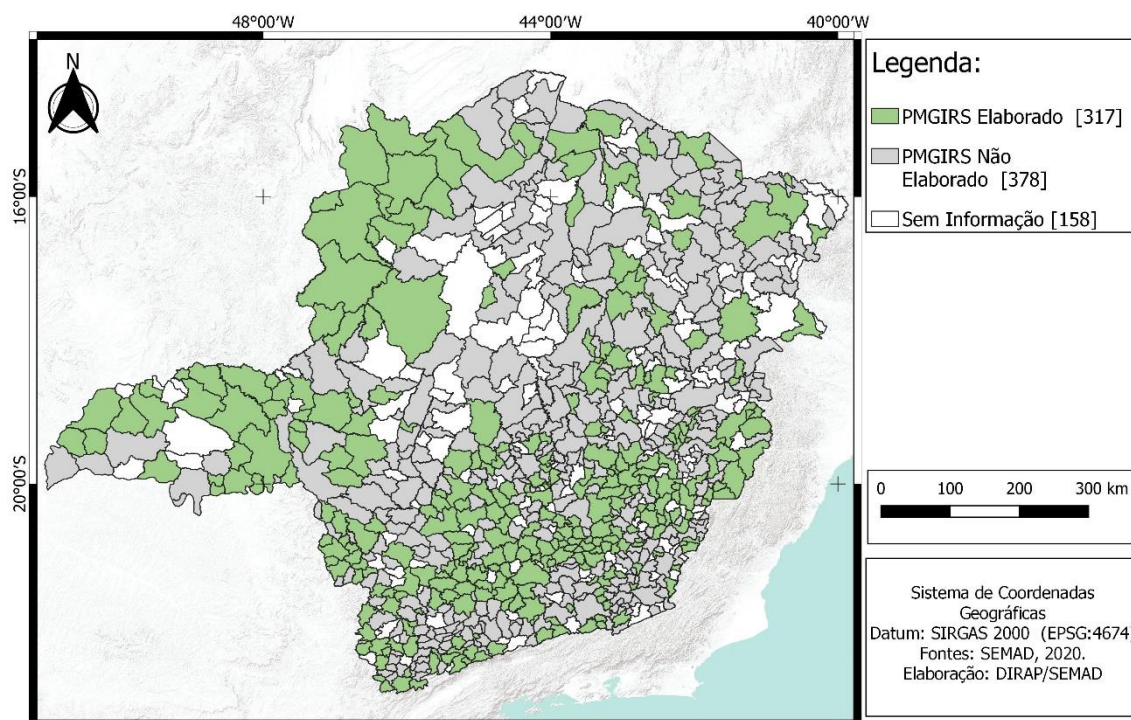 48°00'W 44°00'W 40°00'W
N
16°00'S
20°00'S
Legenda:
PMGIRS Elaborado [317]
PMGIRS Não
Elaborado [378]
Sem Informação [158]
0 100 200 300 km
Sistema de Coordenadas
Geográficas
Datum: SIRGAS 2000 (EPSG:4674)
Fontes: SEMAD, 2020.
Elaboração: DIRAP/SEMAD